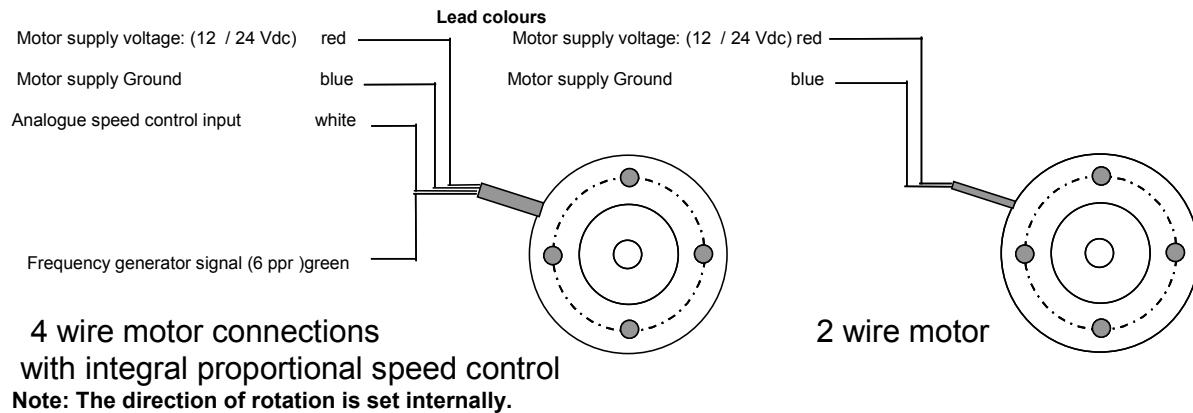 Lead colours
Motor supply voltage: (12 / 24 Vdc) red
Motor supply Ground blue
Analogue speed control input white
Frequency generator signal (6 ppr )green
4 wire motor connections
with integral proportional speed control
Note: The direction of rotation is set internally.
Motor supply voltage: (12 / 24 Vdc) red
Motor supply Ground blue
2 wire motor